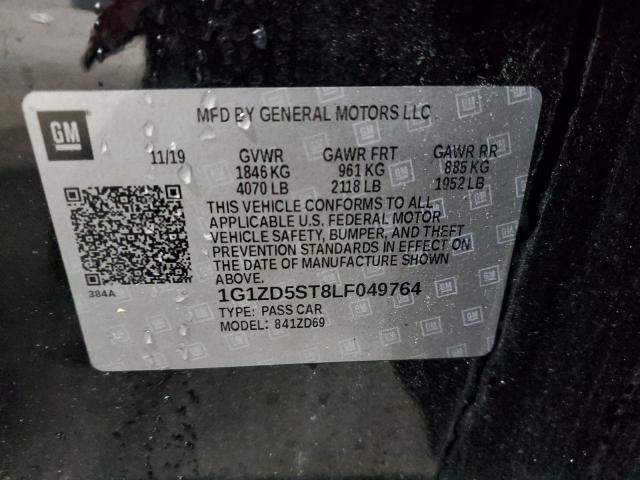 MFD BY GENERAL MOTORS LLC
GM
11/19 GVWR GAWR FRT GAWR RR
1846 KG 961 KG 885 KG
4070 LB 2118 LB 1952 LB
THIS VEHICLE CONFORMS TO ALL
APPLICABLE U.S. FEDERAL MOTOR
VEHICLE SAFETY, BUMPER, AND THEFT
PREVENTION STANDARDS IN EFFECT ON
THE DATE OF MANUFACTURE SHOWN
ABOVE.
384A
1G1ZD5ST8LF049764
TYPE: PASS CAR
MODEL: 841ZD69